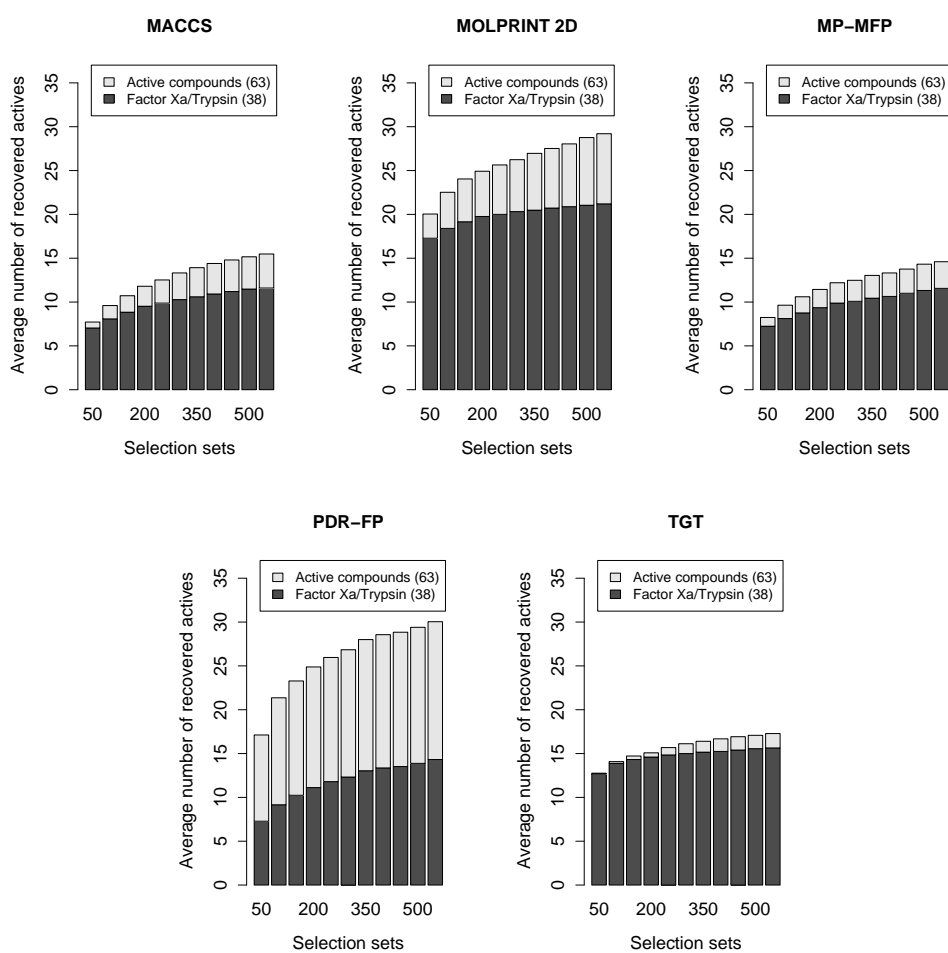 MACCS
Active compounds (63)
Factor Xa/Trypsin (38)
Average number of recovered actives
0 5 10 15 20 25 30 35
50 200 350 500
Selection sets
MOLPRINT 2D
Active compounds (63)
Factor Xa/Trypsin (38)
Average number of recovered actives
0 5 10 15 20 25 30 35
50 200 350 500
Selection sets
MP−MFP
Active compounds (63)
Factor Xa/Trypsin (38)
Average number of recovered actives
0 5 10 15 20 25 30 35
50 200 350 500
Selection sets
PDR−FP
Active compounds (63)
Factor Xa/Trypsin (38)
Average number of recovered actives
0 5 10 15 20 25 30 35
50 200 350 500
Selection sets
TGT
Active compounds (63)
Factor Xa/Trypsin (38)
Average number of recovered actives
0 5 10 15 20 25 30 35
50 200 350 500
Selection sets